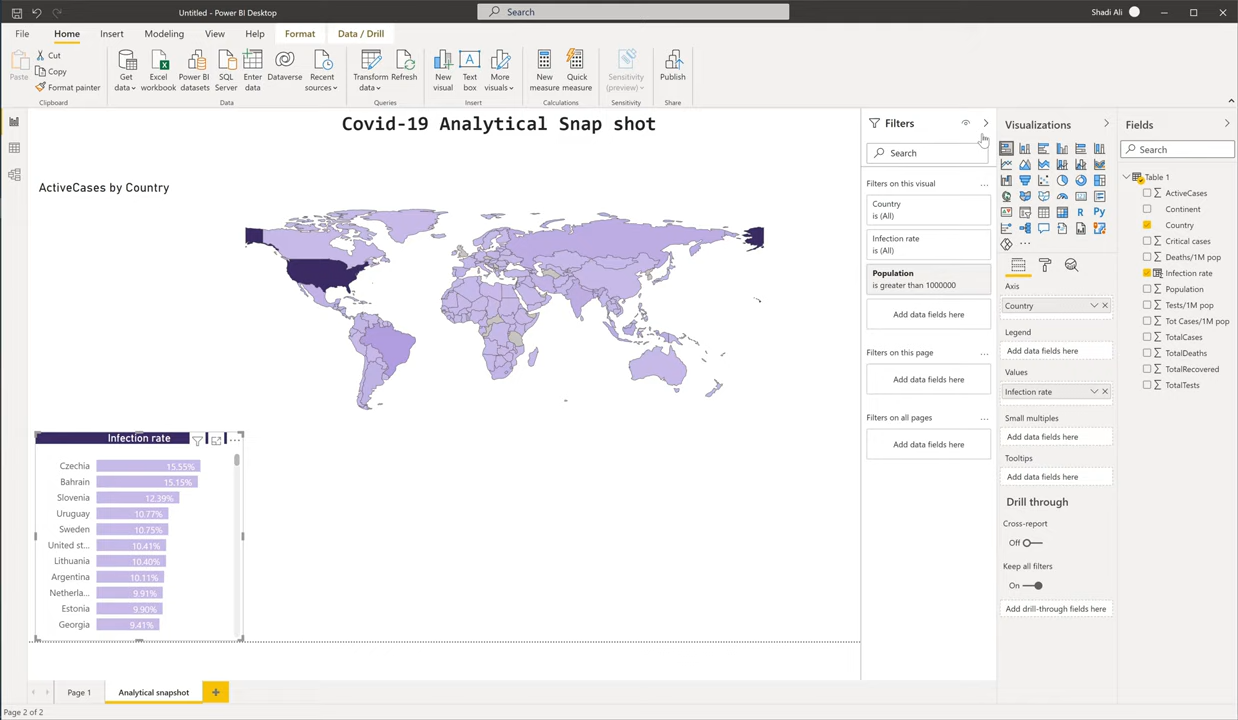 Untitled - Power BI Desktop
Search
Shadi Ali
File
Home
Insert
Modeling
View
Help
Format
Data / Drill
Paste
Cut
Copy
Format painter
Clipboard
Get data
Excel workbook
Power BI datasets
SQL Server
Enter data
Dataverse
Recent sources
Data
Transform data
Refresh
Queries
New visual
Text box
More visuals
Insert
New measure
Quick measure
Calculations
Sensitivity (preview)
Sensitivity
Publish
Share
Covid-19 Analytical Snap shot
ActiveCases by Country
Infection rate
Czechia 15.55%
Bahrain 15.15%
Slovenia 12.39%
Uruguay 10.77%
Sweden 10.75%
United st... 10.41%
Lithuania 10.40%
Argentina 10.11%
Netherla... 9.91%
Estonia 9.90%
Georgia 9.41%
Filters
Search
Filters on this visual
Country
is (All)
Infection rate
is (All)
Population
is greater than 1000000
Add data fields here
Filters on this page
Add data fields here
Filters on all pages
Add data fields here
Visualizations
R
Py
Axis
Country
Legend
Add data fields here
Values
Infection rate
Small multiples
Add data fields here
Tooltips
Add data fields here
Drill through
Cross-report
Off
Keep all filters
On
Add drill-through fields here
Fields
Search
Table 1
ActiveCases
Continent
Country
Critical cases
Deaths/1M pop
Infection rate
Population
Tests/1M pop
Tot Cases/1M pop
TotalCases
TotalDeaths
TotalRecovered
TotalTests
Page 1
Analytical snapshot
Page 2 of 2